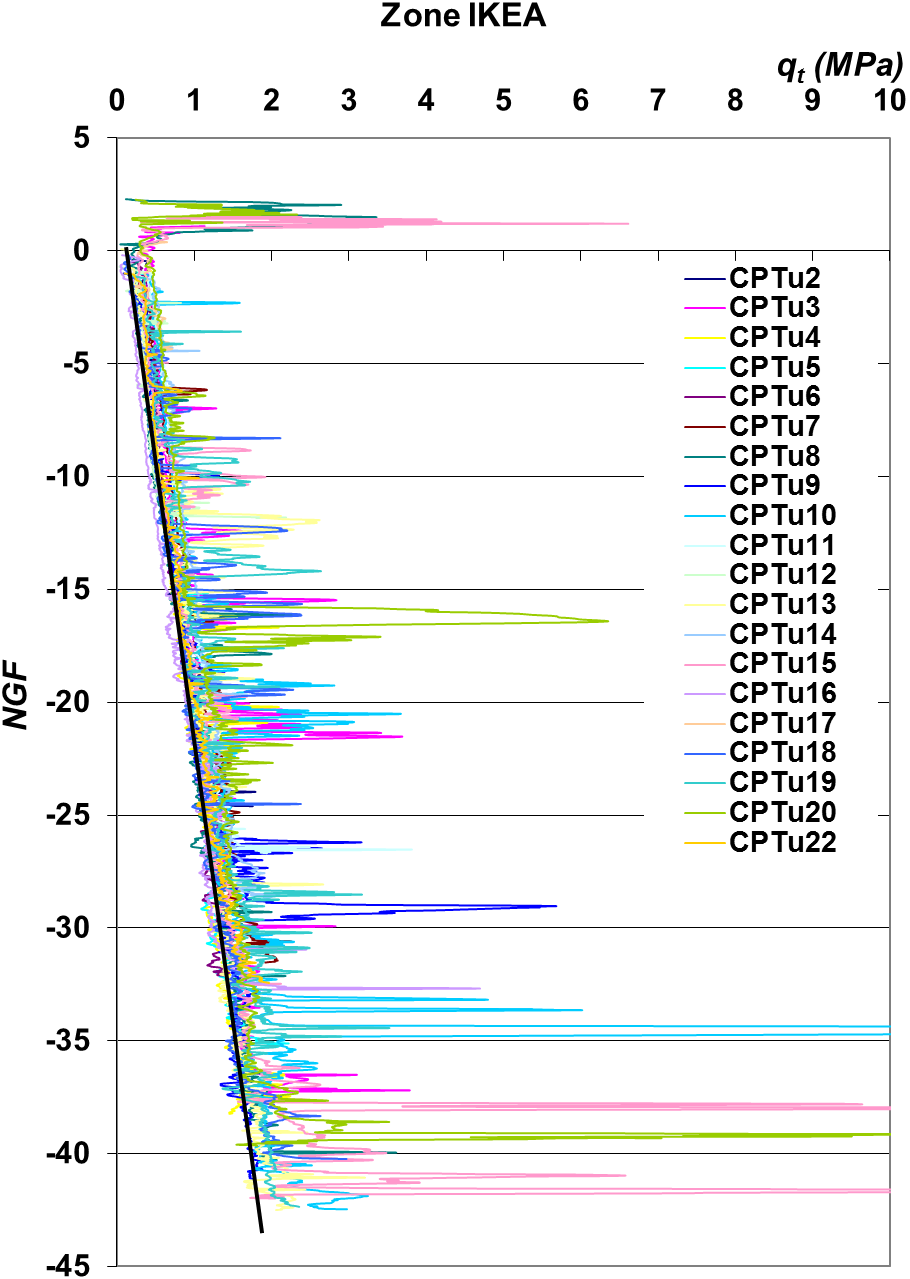 Zone IKEA
qt (MPa)
0 1 2 3 4 5 6 7 8 9 10
5
0
-5
-10
-15
-20
-25
-30
-35
-40
-45
NGF
CPTu2
CPTu3
CPTu4
CPTu5
CPTu6
CPTu7
CPTu8
CPTu9
CPTu10
CPTu11
CPTu12
CPTu13
CPTu14
CPTu15
CPTu16
CPTu17
CPTu18
CPTu19
CPTu20
CPTu22